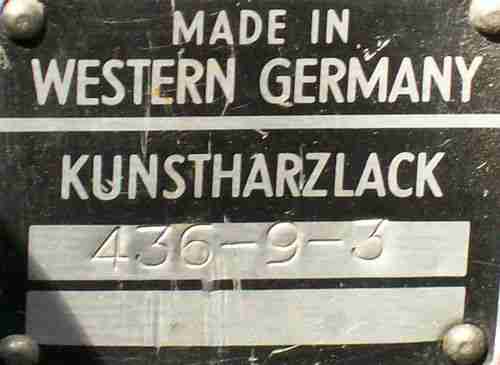 MADE IN
WESTERN GERMANY
KUNSTHARZLACK
436-9-3